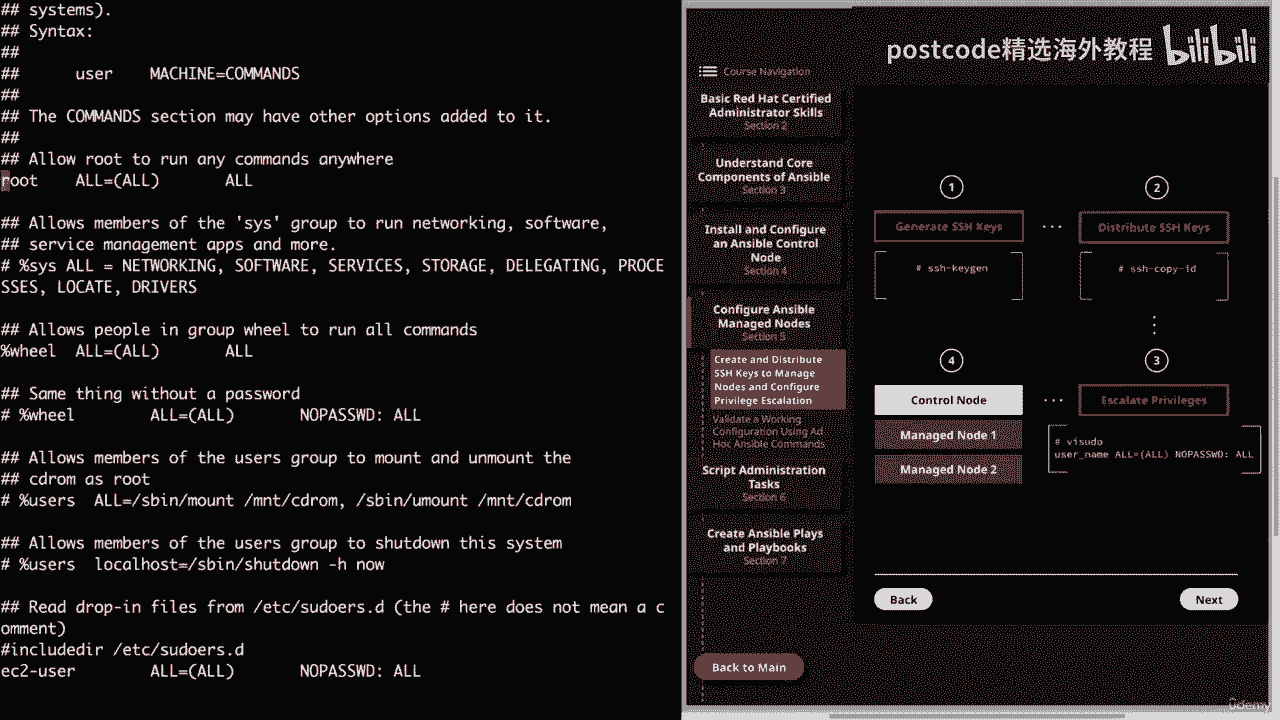 ## systems).
## Syntax:
##
##      user    MACHINE=COMMANDS
##
## The COMMANDS section may have other options added to it.
##
## Allow root to run any commands anywhere
root    ALL=(ALL)       ALL
## Allows members of the 'sys' group to run networking, software,
## service management apps and more.
# %sys ALL = NETWORKING, SOFTWARE, SERVICES, STORAGE, DELEGATING, PROCE
SSES, LOCATE, DRIVERS
## Allows people in group wheel to run all commands
%wheel  ALL=(ALL)       ALL
## Same thing without a password
# %wheel        ALL=(ALL)       NOPASSWD: ALL
## Allows members of the users group to mount and unmount the
## cdrom as root
# %users  ALL=/sbin/mount /mnt/cdrom, /sbin/umount /mnt/cdrom
## Allows members of the users group to shutdown this system
# %users  localhost=/sbin/shutdown -h now
## Read drop-in files from /etc/sudoers.d (the # here does not mean a c
omment)
#includedir /etc/sudoers.d
ec2-user        ALL=(ALL)       NOPASSWD: ALL
postcode精选海外教程 bilibili
Course Navigation
Basic Red Hat Certified
Administrator Skills
Section 2
Understand Core
Components of Ansible
Section 3
Install and Configure
an Ansible Control
Node
Section 4
Configure Ansible
Managed Nodes
Section 5
Create and Distribute
SSH Keys to Manage
Nodes and Configure
Privilege Escalation
Validate a Working
Configuration Using Ad
Hoc Ansible Commands
Script Administration
Tasks
Section 6
Create Ansible Plays
and Playbooks
Section 7
Back to Main
1
Generate SSH Keys
# ssh-keygen
...
2
Distribute SSH Keys
# ssh-copy-id
3
Escalate Privileges
# visudo
user_name ALL=(ALL) NOPASSWD: ALL
...
4
Control Node
Managed Node 1
Managed Node 2
Back
Next
ûdemy